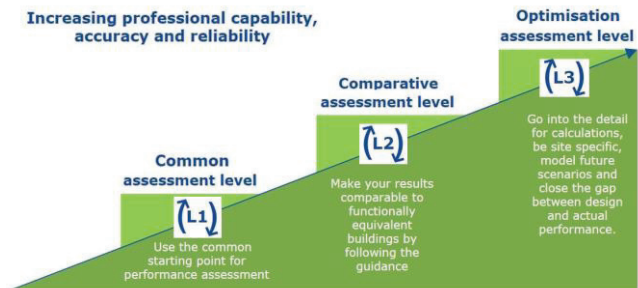 Increasing professional capability,
accuracy and reliability
Optimisation
assessment level
(L3)
Go into the detail
for calculations,
be site specific,
model future
scenarios and
close the gap
between design
and actual
performance.
Comparative
assessment level
(L2)
Make your results
comparable to
functionally
equivalent
buildings by
following the
guidance
Common
assessment level
(L1)
Use the common
starting point for
performance assessment